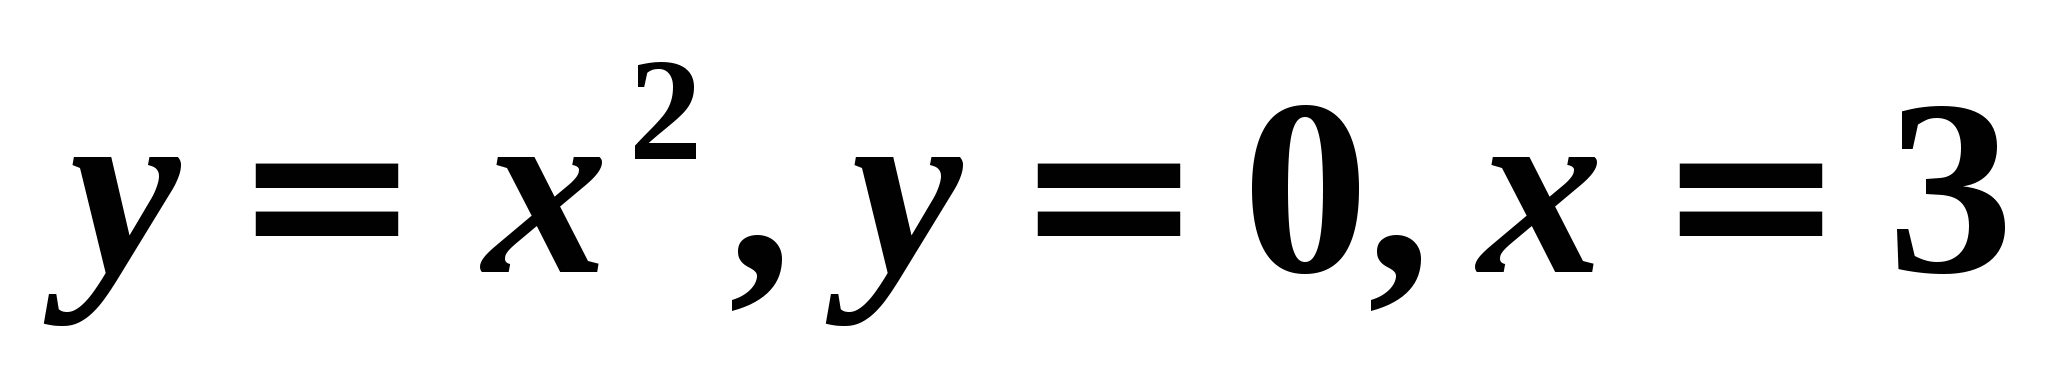 y = x², y = 0, x = 3